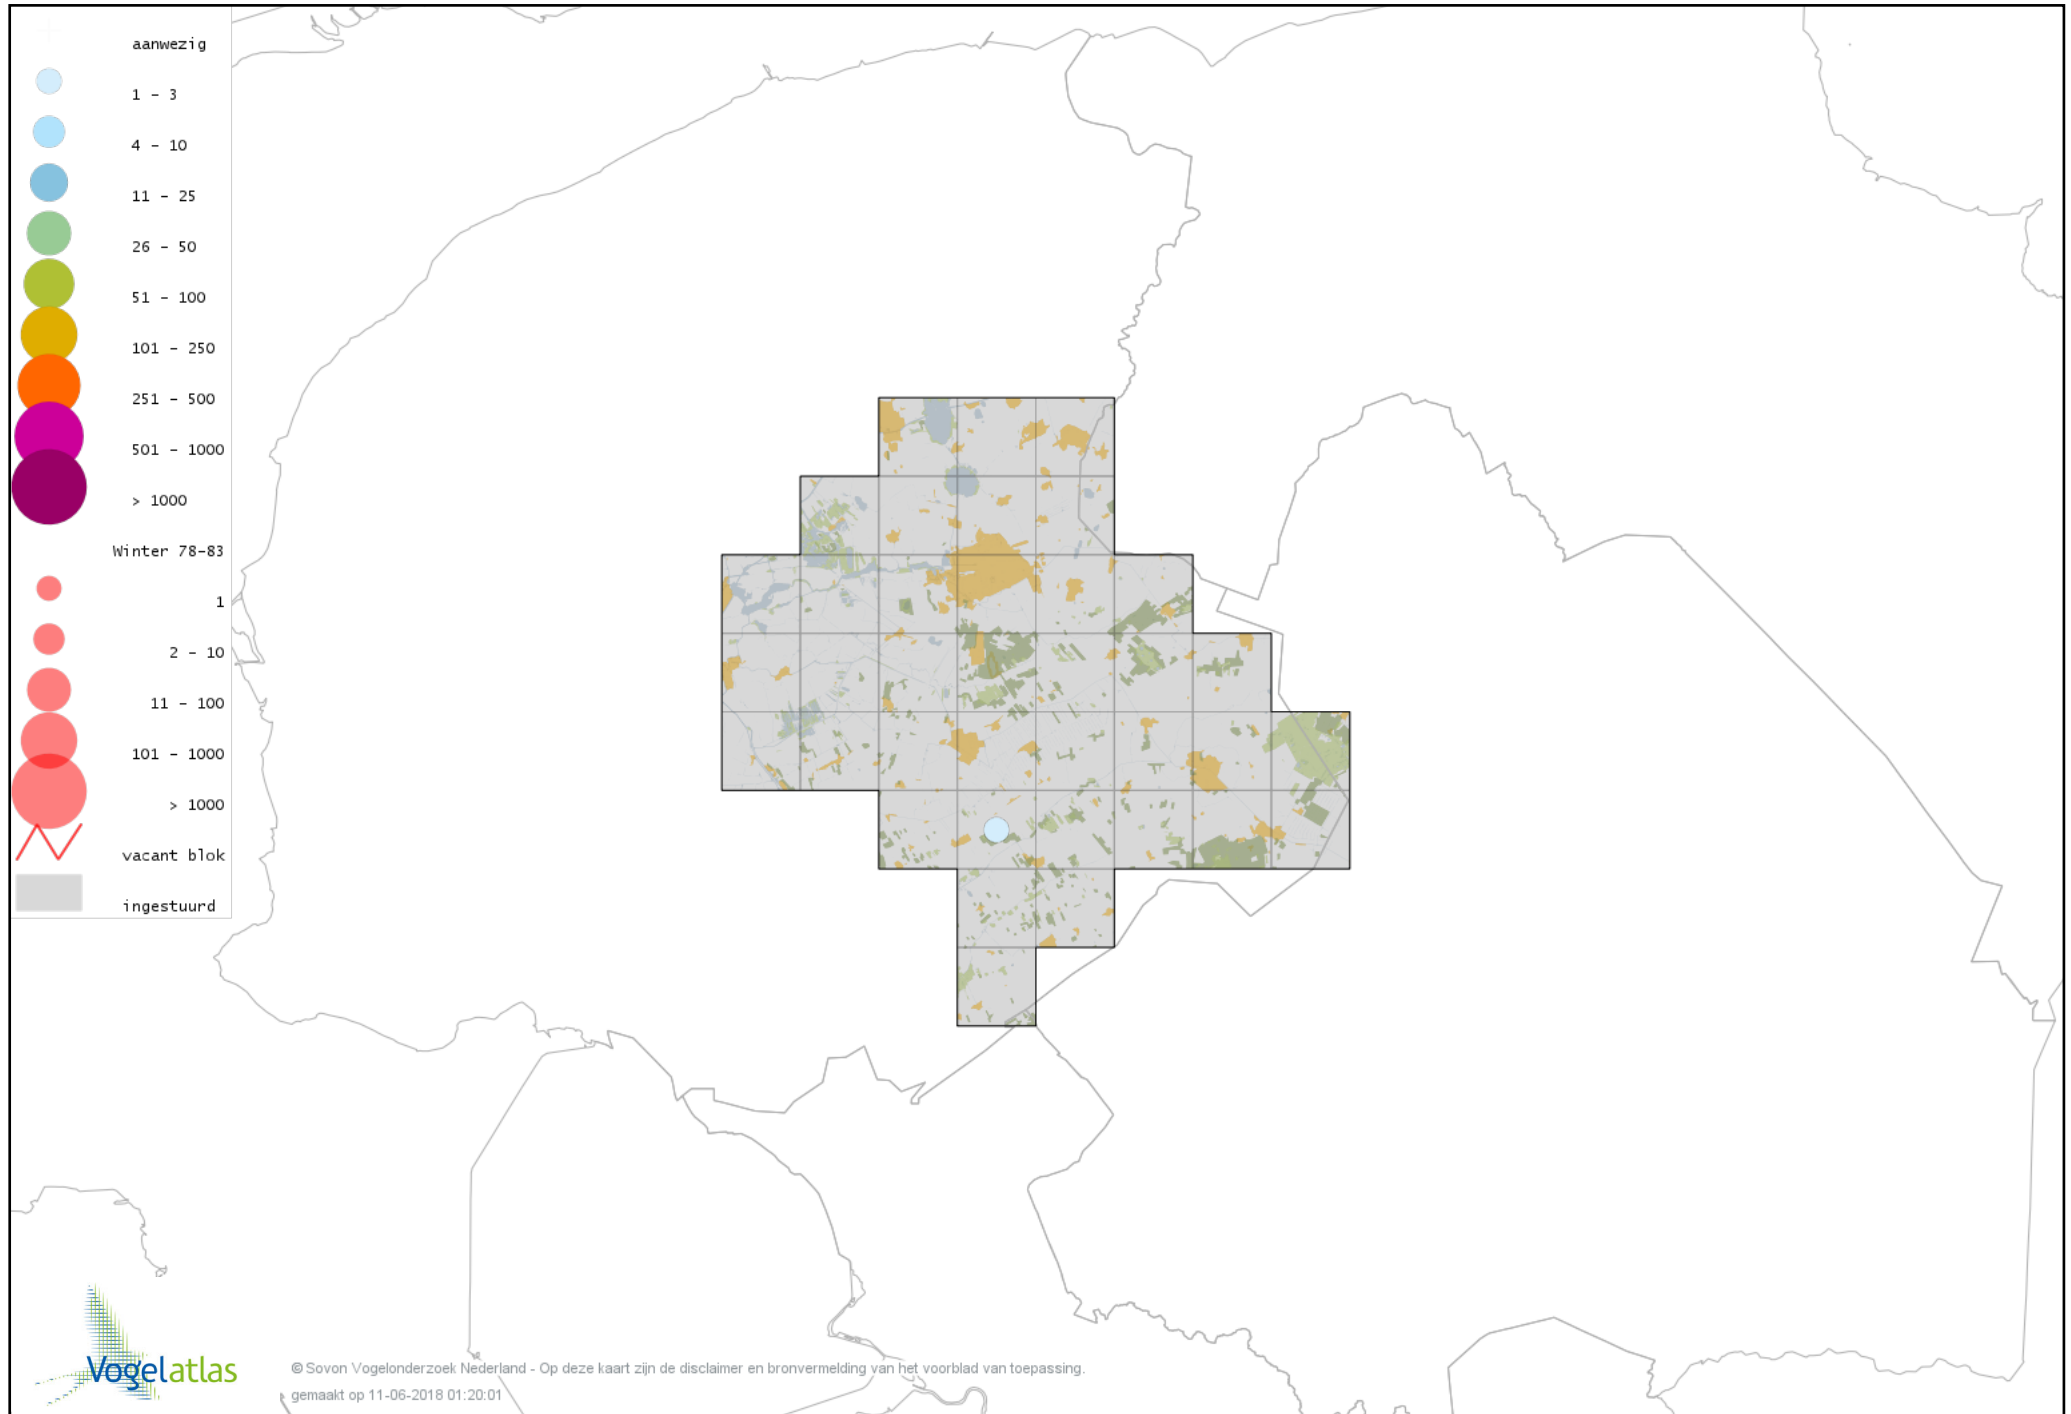 aanwezig
1 - 3
4 - 10
11 - 25
26 - 50
51 - 100
101 - 250
251 - 500
501 - 1000
> 1000
Winter 78-83
1
2 - 10
11 - 100
101 - 1000
> 1000
vacant blok
ingestuurd
Vogelatlas
© Sovon Vogelonderzoek Nederland - Op deze kaart zijn de disclaimer en bronvermelding van het voorblad van toepassing.
gemaakt op 11-06-2018 01:20:01